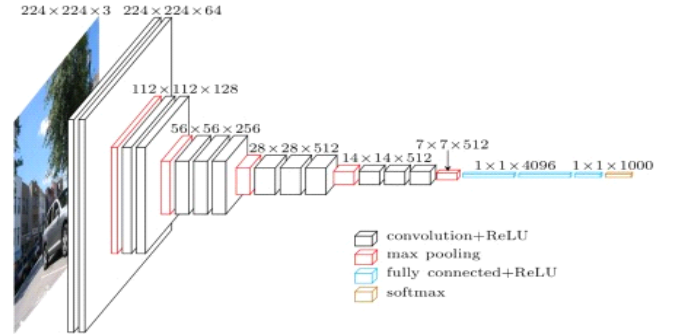 224×224×3
224×224×64
112×112×128
56×56×256
28×28×512
14×14×512
7×7×512
1×1×4096
1×1×1000
convolution+ReLU
max pooling
fully connected+ReLU
softmax